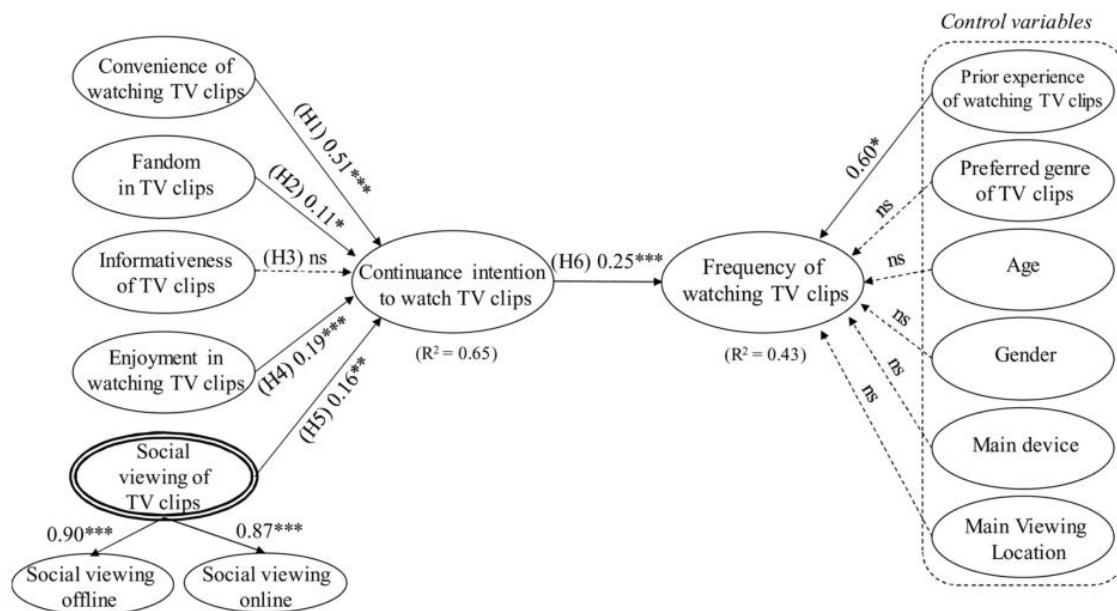 Control variables
Convenience of
watching TV clips
Fandom
in TV clips
Informativeness
of TV clips
Enjoyment in
watching TV clips
Social
viewing of
TV clips
0.90***
0.87***
Social viewing
offline
Social viewing
online
(H1) 0.51***
(H2) 0.11*
(H3) ns
(H4) 0.19***
(H5) 0.16**
Continuance intention
to watch TV clips
(R² = 0.65)
(H6) 0.25***
Frequency of
watching TV clips
(R² = 0.43)
0.60*
ns
ns
ns
ns
ns
Prior experience
of watching TV clips
Preferred genre
of TV clips
Age
Gender
Main device
Main Viewing
Location